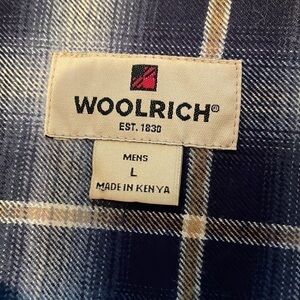 WOOLRICH®
EST. 1830
MENS
L
MADE IN KENYA